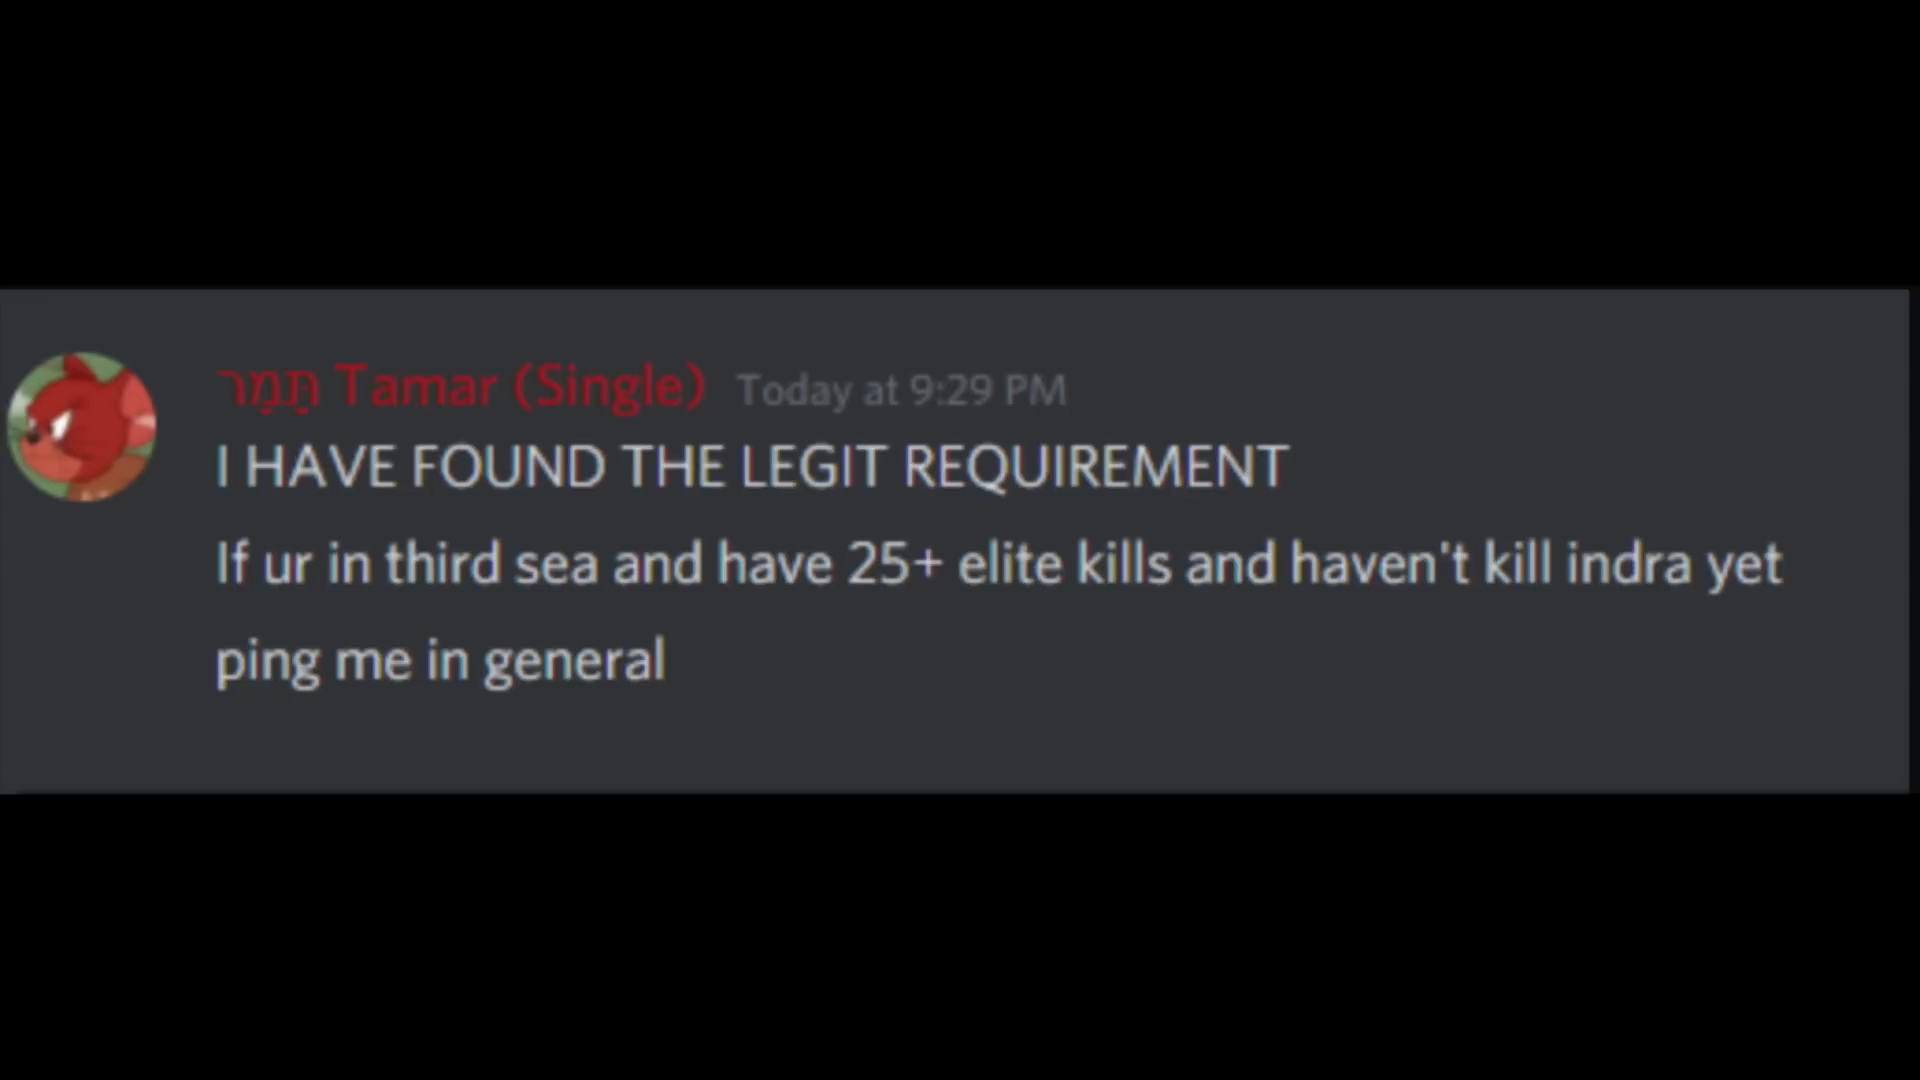 תָּמָר Tamar (Single) Today at 9:29 PM
I HAVE FOUND THE LEGIT REQUIREMENT
If ur in third sea and have 25+ elite kills and haven't kill indra yet
ping me in general